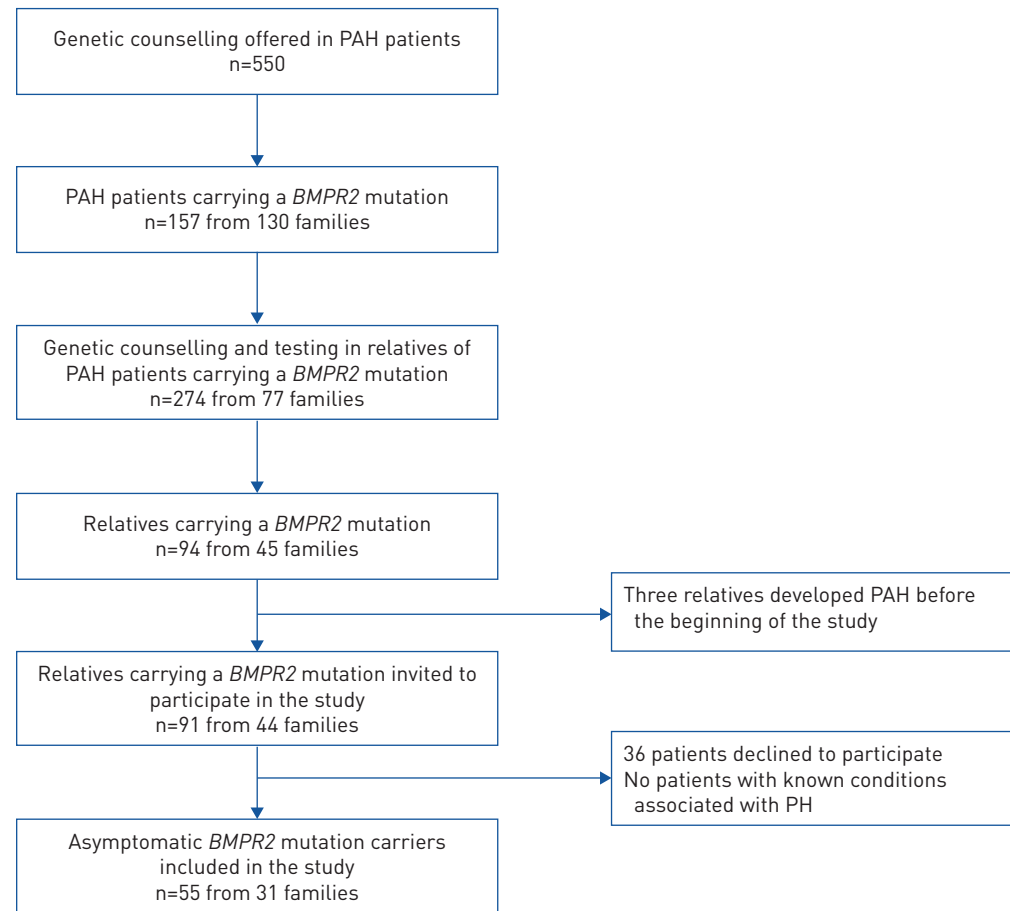 Genetic counselling offered in PAH patients
n=550
PAH patients carrying a BMPR2 mutation
n=157 from 130 families
Genetic counselling and testing in relatives of
PAH patients carrying a BMPR2 mutation
n=274 from 77 families
Relatives carrying a BMPR2 mutation
n=94 from 45 families
Three relatives developed PAH before
the beginning of the study
Relatives carrying a BMPR2 mutation invited to
participate in the study
n=91 from 44 families
36 patients declined to participate
No patients with known conditions
associated with PH
Asymptomatic BMPR2 mutation carriers
included in the study
n=55 from 31 families